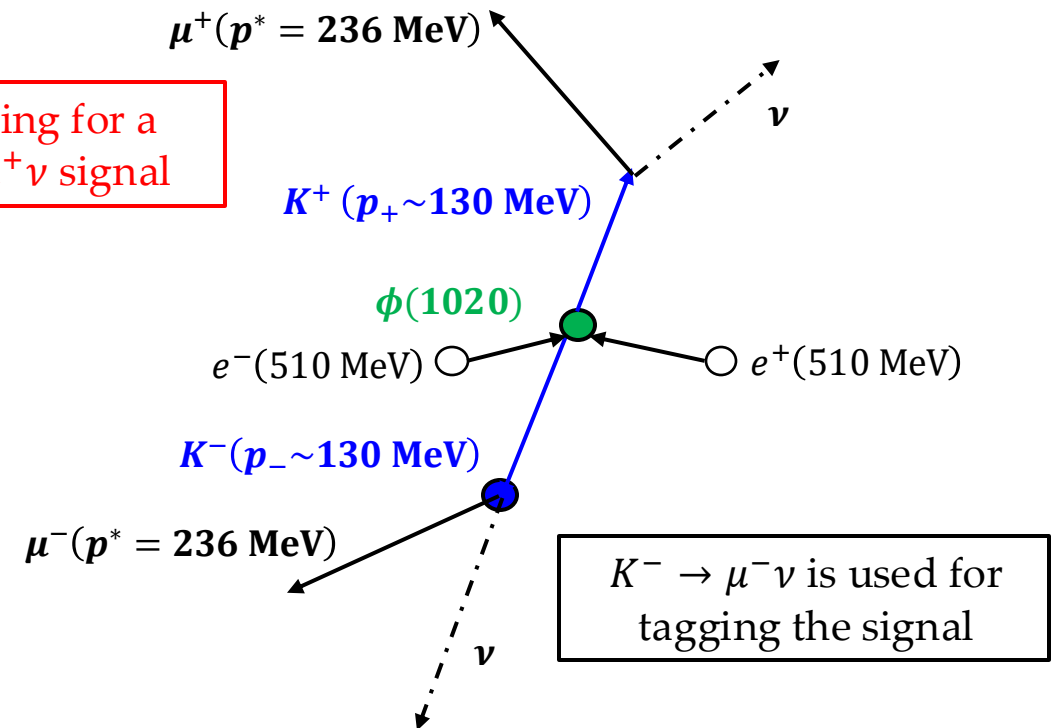 μ⁺(p* = 236 MeV)
ing for a
⁺ν signal
ν
K⁺ (p₊~130 MeV)
ϕ(1020)
e⁻(510 MeV)
e⁺(510 MeV)
K⁻(p₋~130 MeV)
μ⁻(p* = 236 MeV)
K⁻ → μ⁻ν is used for
tagging the signal
ν